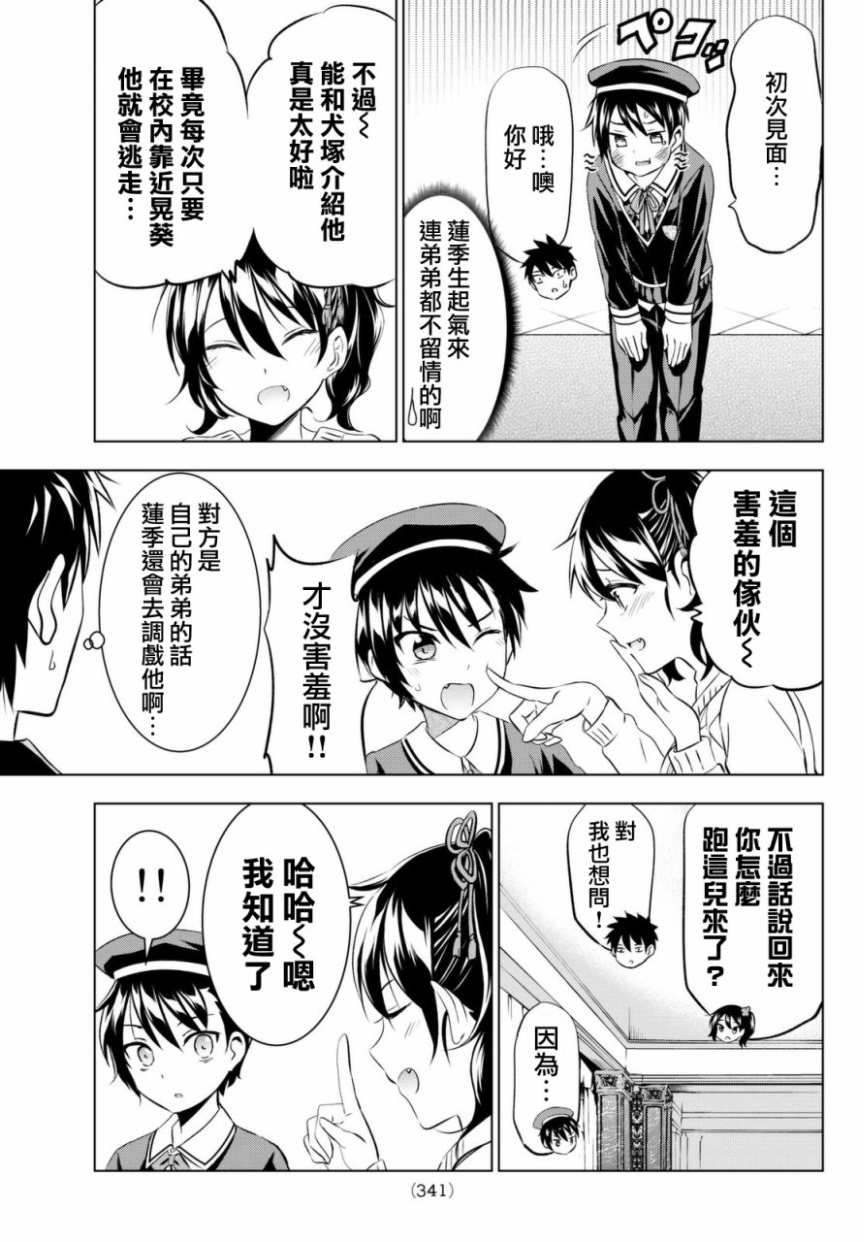 ペコッ
初次見面…
哦…噢
你好
蓮季生起氣來
連弟弟都不留情的啊
不過～
能和犬塚介紹他
真是太好啦
畢竟每次只要
在校內靠近晃葵
他就會逃走…
這個
害羞的傢伙～
才沒害羞啊!!
對方是
自己的弟弟的話
蓮季還會去調戲他啊…
不過話說回來
你怎麼
跑這兒來了？
對
我也想問！
因為…
哈哈～嗯
我知道了
!!
（341）